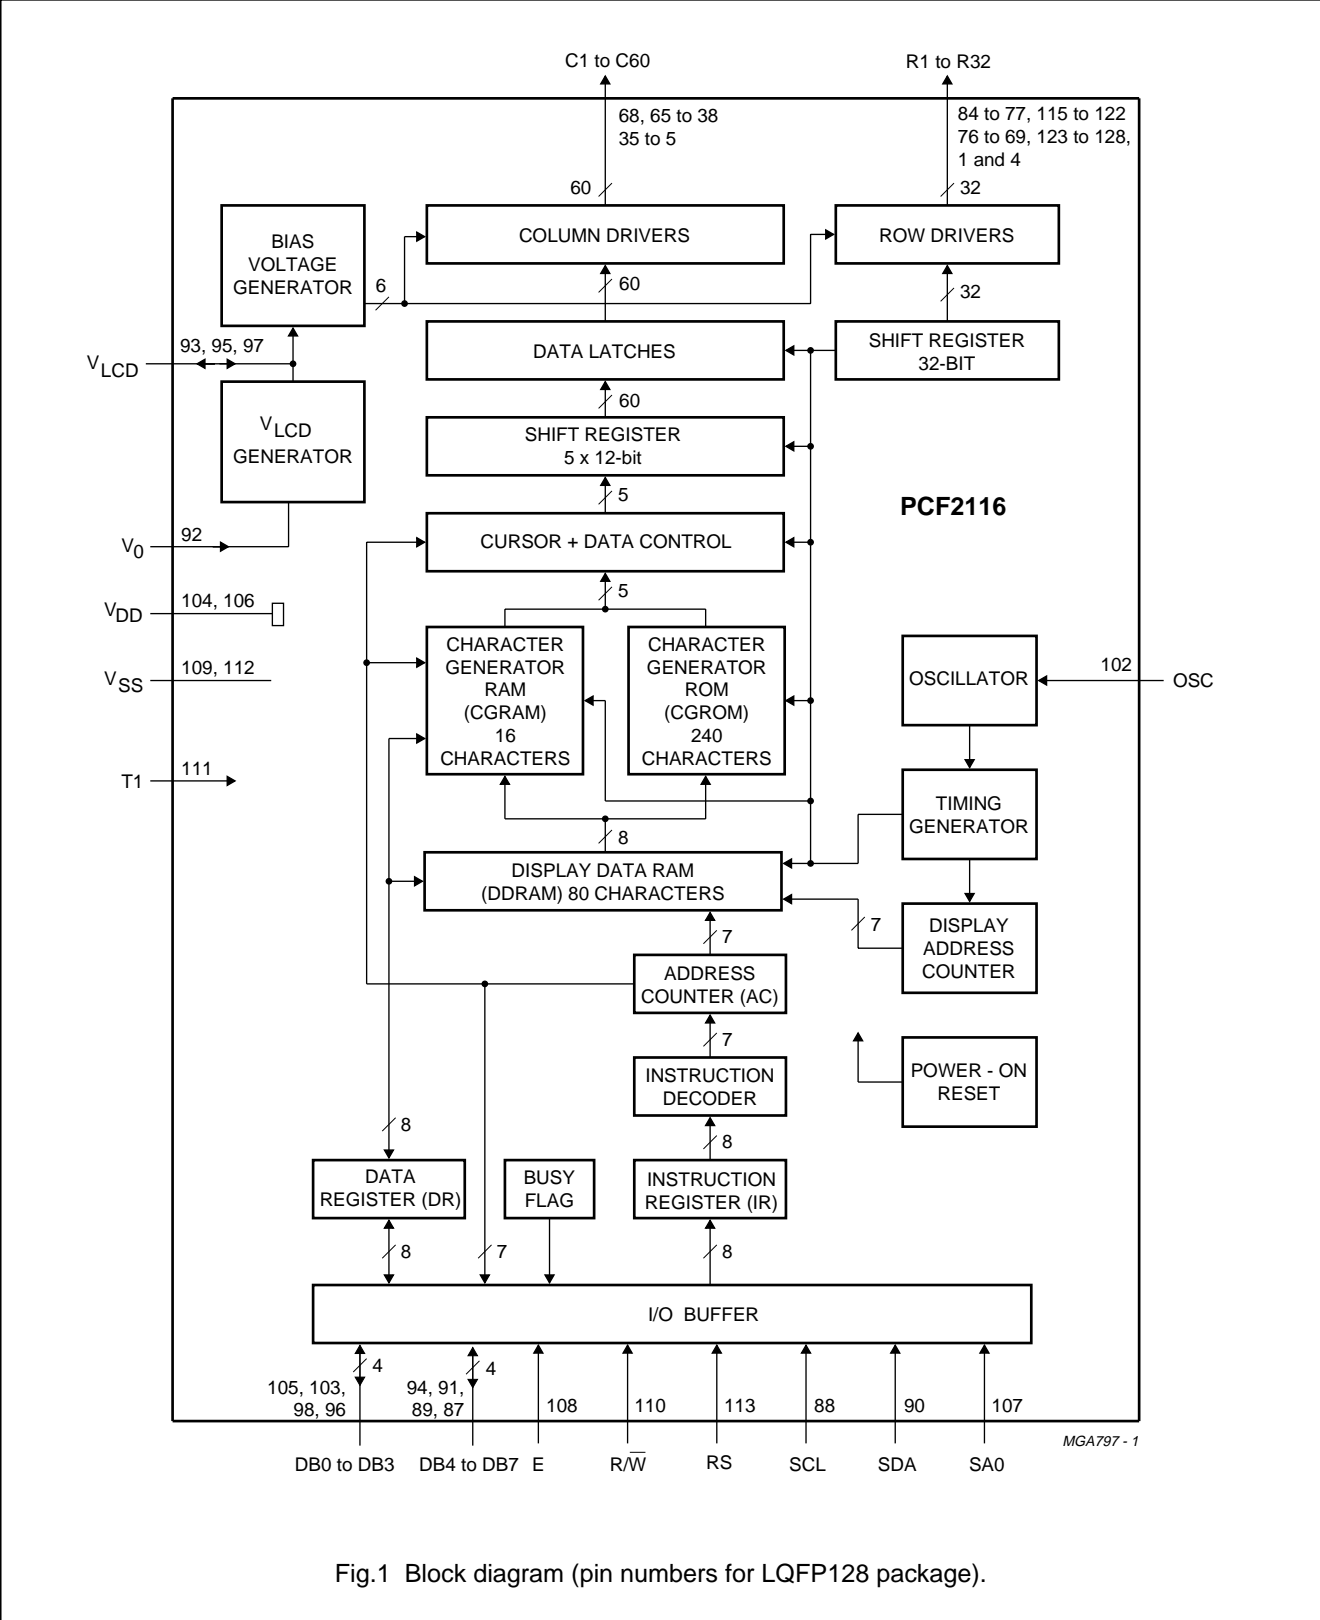 C1 to C60
R1 to R32
68, 65 to 38
35 to 5
84 to 77, 115 to 122
76 to 69, 123 to 128,
1 and 4
60
32
BIAS
VOLTAGE
GENERATOR
COLUMN DRIVERS
ROW DRIVERS
6
60
32
93, 95, 97
VLCD
DATA LATCHES
SHIFT REGISTER
32-BIT
60
VLCD
GENERATOR
SHIFT REGISTER
5 x 12-bit
5
PCF2116
V0
92
CURSOR + DATA CONTROL
5
VDD
104, 106
VSS
109, 112
CHARACTER
GENERATOR
RAM
(CGRAM)
16
CHARACTERS
CHARACTER
GENERATOR
ROM
(CGROM)
240
CHARACTERS
OSCILLATOR
102
OSC
T1
111
TIMING
GENERATOR
8
DISPLAY DATA RAM
(DDRAM) 80 CHARACTERS
7
7
DISPLAY
ADDRESS
COUNTER
ADDRESS
COUNTER (AC)
7
INSTRUCTION
DECODER
POWER - ON
RESET
8
8
DATA
REGISTER (DR)
BUSY
FLAG
INSTRUCTION
REGISTER (IR)
8
7
8
I/O BUFFER
4
4
105, 103,
98, 96
94, 91,
89, 87
108
110
113
88
90
107
MGA797 - 1
DB0 to DB3
DB4 to DB7
E
R/W̅
RS
SCL
SDA
SA0
Fig.1 Block diagram (pin numbers for LQFP128 package).